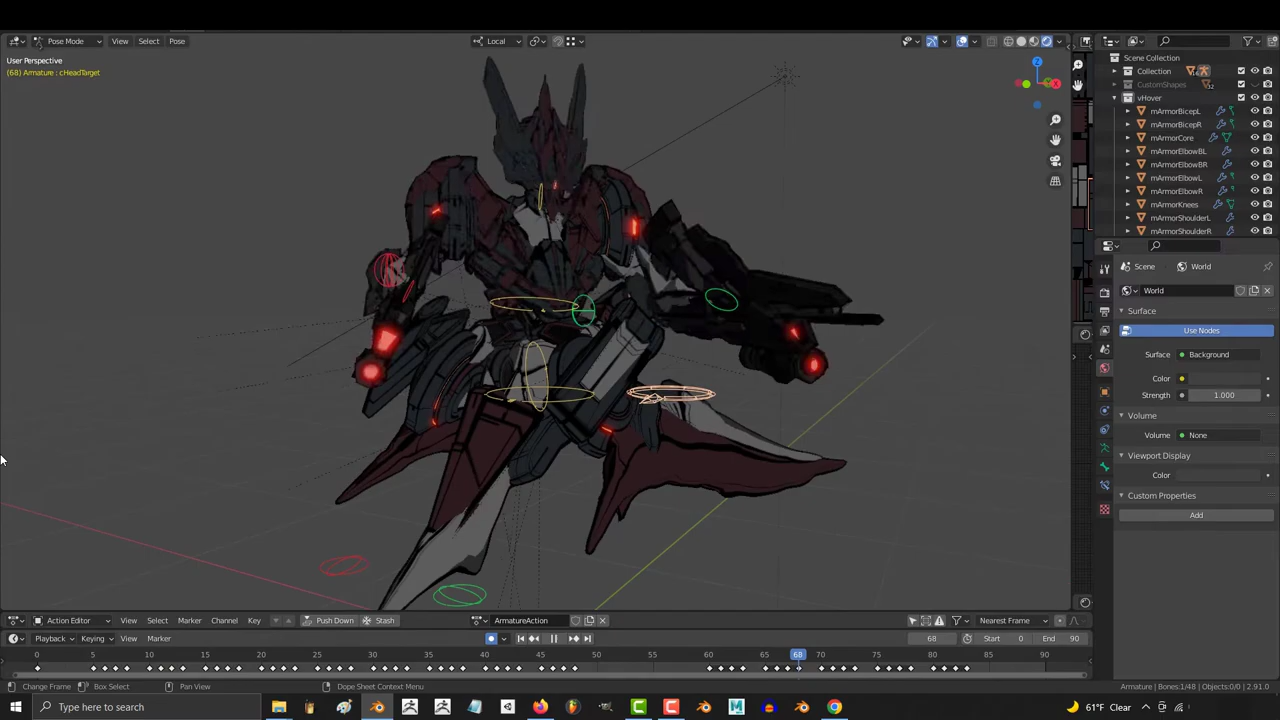 Pose Mode View Select Pose Local
User Perspective
(68) Armature : cHeadTarget
Z
Scene Collection
Collection
CustomShapes
32
vHover
mArmorBicepL
mArmorBicepR
mArmorCore
mArmorElbowBL
mArmorElbowBR
mArmorElbowL
mArmorElbowR
mArmorKnees
mArmorShoulderL
mArmorShoulderR
Scene World
World
Surface
Use Nodes
Surface Background
Color
Strength 1.000
Volume
Volume None
Viewport Display
Color
Custom Properties
Add
Action Editor View Select Marker Channel Key Push Down Stash ArmatureAction Nearest Frame
Playback Keying View Marker 68 Start 0 End 90
0 5 10 15 20 25 30 35 40 45 50 55 60 65 68 70 75 80 85 90
Change Frame Box Select Pan View Dope Sheet Context Menu Armature | Bones:1/48 | Objects:0/0 | 2.91.0
Type here to search 61°F Clear